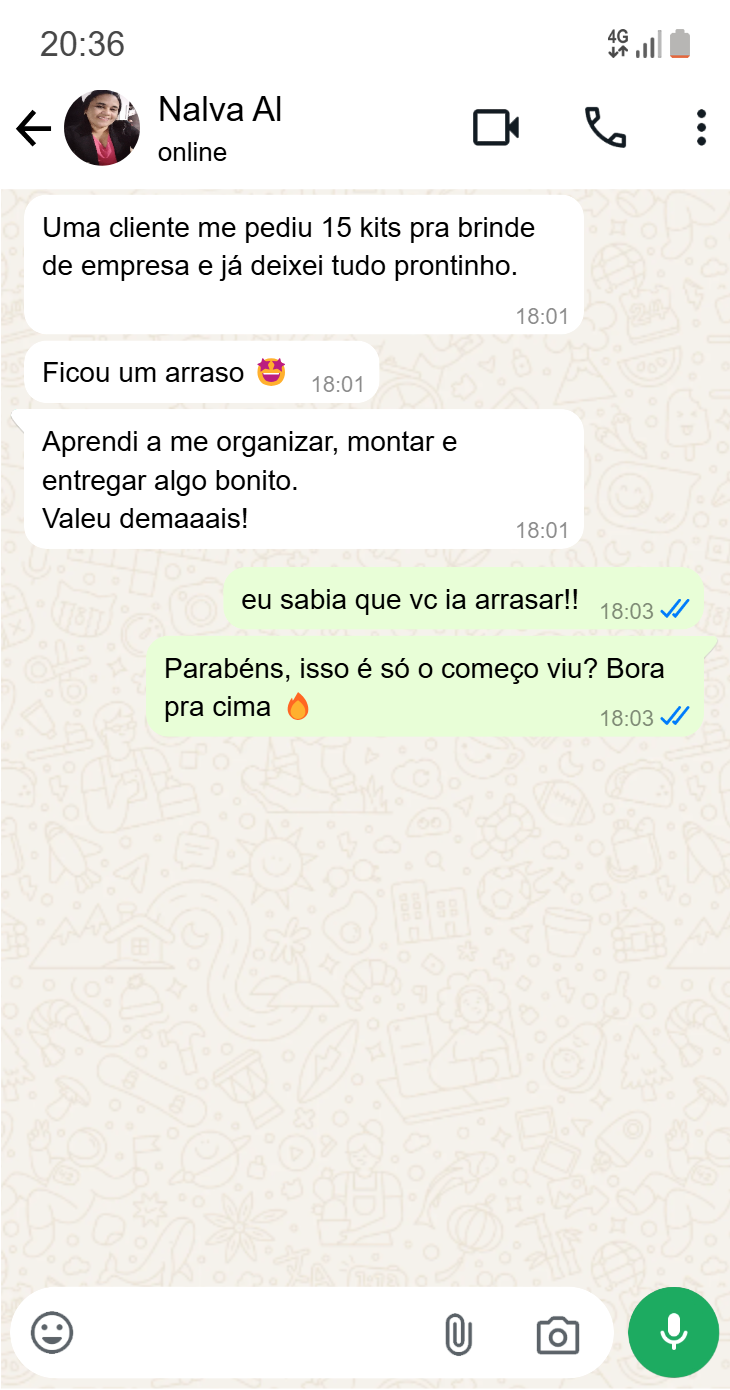 20:36
4G
Nalva Al
online
Uma cliente me pediu 15 kits pra brinde
de empresa e já deixei tudo prontinho.
18:01
Ficou um arraso 🤩 18:01
Aprendi a me organizar, montar e
entregar algo bonito.
Valeu demaaais!
18:01
eu sabia que vc ia arrasar!! 18:03
Parabéns, isso é só o começo viu? Bora
pra cima 🔥 18:03